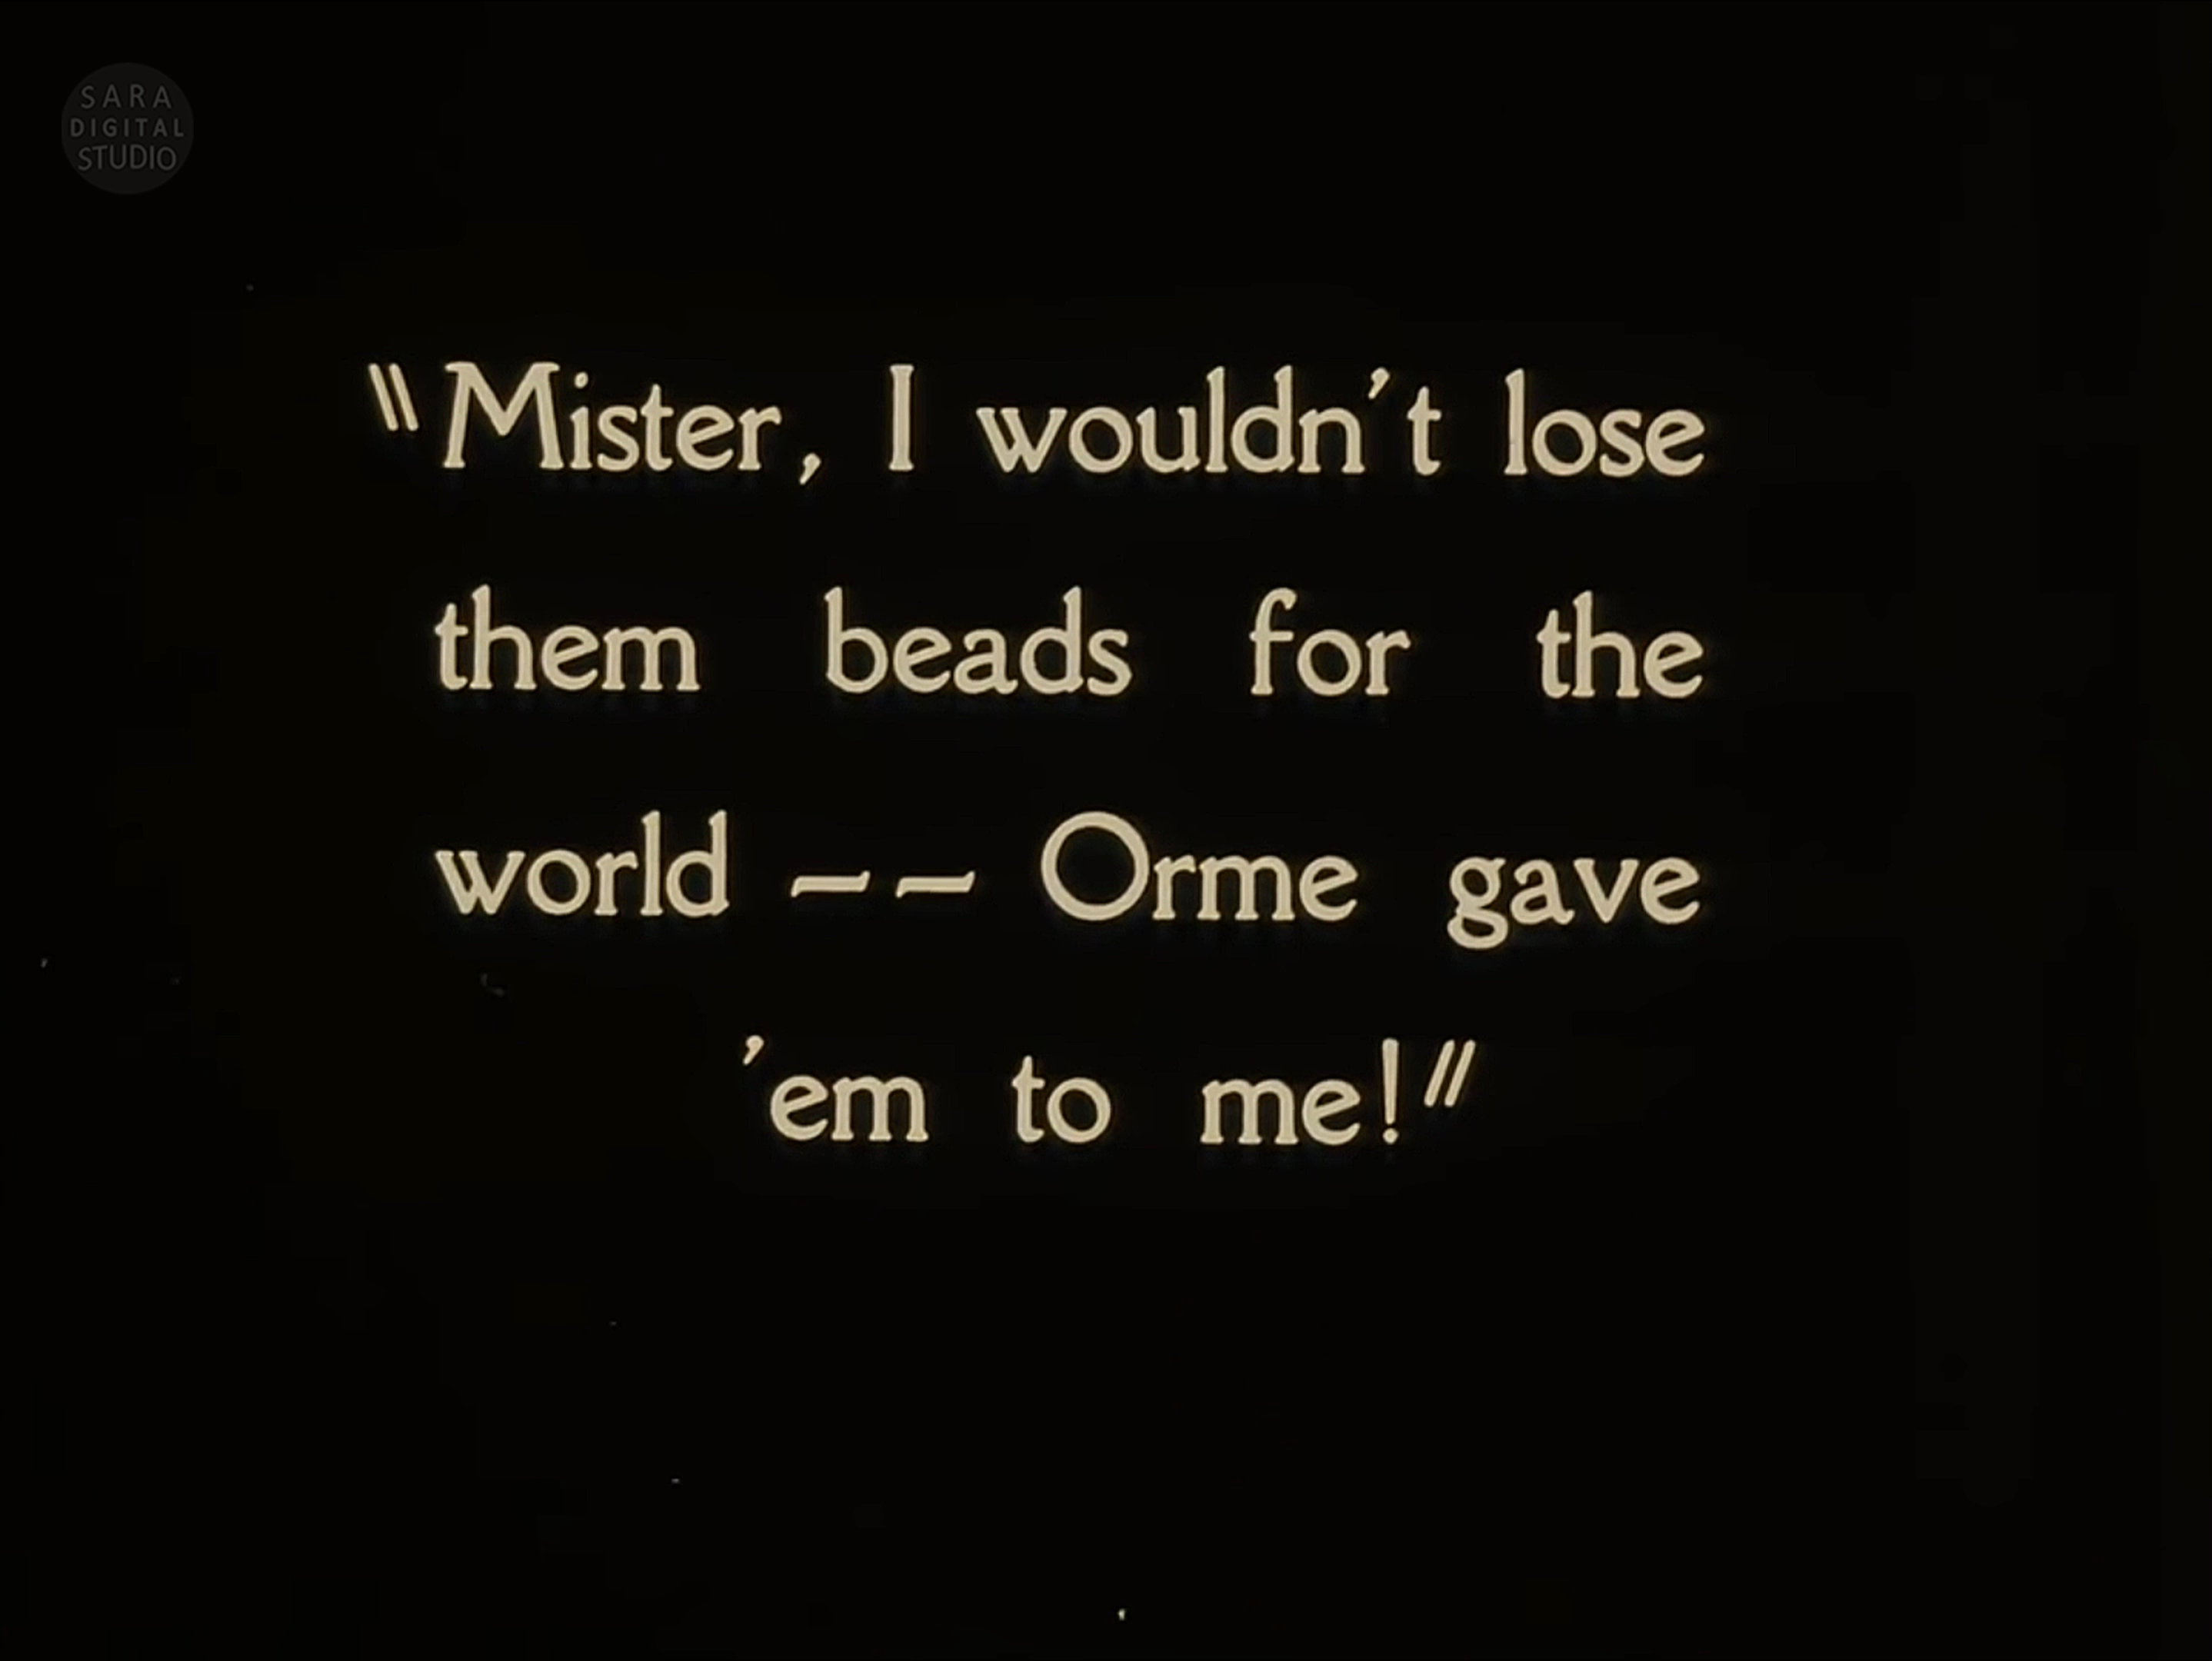 SARA
DIGITAL
STUDIO
"Mister, I wouldn't lose
them beads for the
world -- Orme gave
'em to me!"